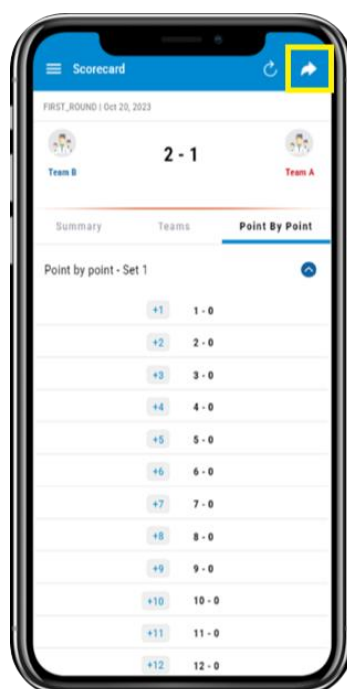 Scorecard
FIRST_ROUND | Oct 20, 2023
2 - 1
Team B Team A
Summary Teams Point By Point
Point by point - Set 1
+1 1 - 0
+2 2 - 0
+3 3 - 0
+4 4 - 0
+5 5 - 0
+6 6 - 0
+7 7 - 0
+8 8 - 0
+9 9 - 0
+10 10 - 0
+11 11 - 0
+12 12 - 0